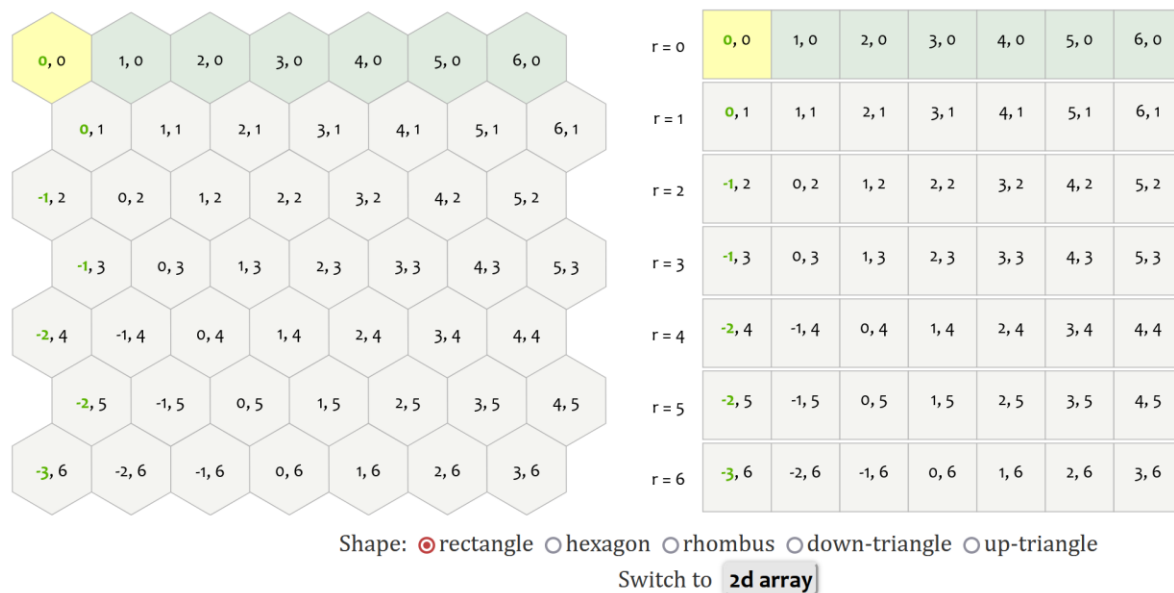 0, 0 1, 0 2, 0 3, 0 4, 0 5, 0 6, 0
0, 1 1, 1 2, 1 3, 1 4, 1 5, 1 6, 1
-1, 2 0, 2 1, 2 2, 2 3, 2 4, 2 5, 2
-1, 3 0, 3 1, 3 2, 3 3, 3 4, 3 5, 3
-2, 4 -1, 4 0, 4 1, 4 2, 4 3, 4 4, 4
-2, 5 -1, 5 0, 5 1, 5 2, 5 3, 5 4, 5
-3, 6 -2, 6 -1, 6 0, 6 1, 6 2, 6 3, 6
r = 0 0, 0 1, 0 2, 0 3, 0 4, 0 5, 0 6, 0
r = 1 0, 1 1, 1 2, 1 3, 1 4, 1 5, 1 6, 1
r = 2 -1, 2 0, 2 1, 2 2, 2 3, 2 4, 2 5, 2
r = 3 -1, 3 0, 3 1, 3 2, 3 3, 3 4, 3 5, 3
r = 4 -2, 4 -1, 4 0, 4 1, 4 2, 4 3, 4 4, 4
r = 5 -2, 5 -1, 5 0, 5 1, 5 2, 5 3, 5 4, 5
r = 6 -3, 6 -2, 6 -1, 6 0, 6 1, 6 2, 6 3, 6
Shape: rectangle hexagon rhombus down-triangle up-triangle
Switch to 2d array